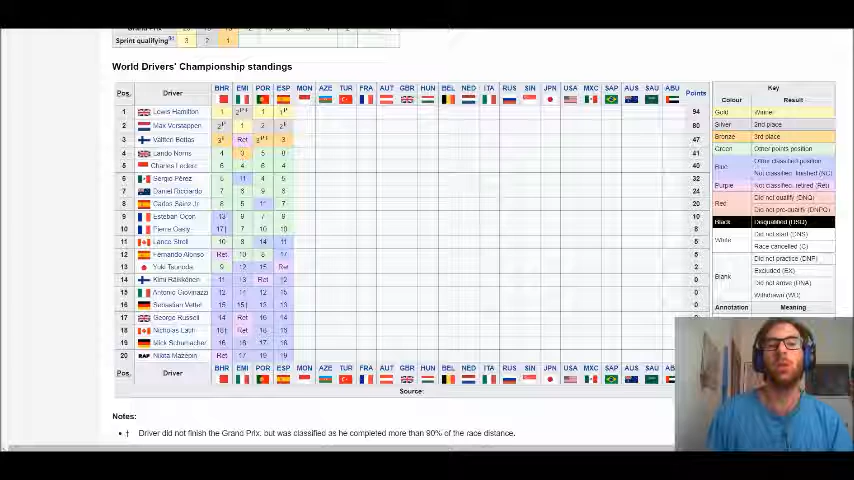 Sprint qualifying 3 2 1
World Drivers' Championship standings
Pos. Driver BHR EMI POR ESP MON AZE TUR FRA AUT GBR HUN BEL NED ITA RUS SIN JPN USA MXC SAP AUS SAU ABU Points
1 Lewis Hamilton 1 2 1 1 94
2 Max Verstappen 2 1 2 2 80
3 Valtteri Bottas 3 Ret 3 3 47
4 Lando Norris 4 3 5 8 41
5 Charles Leclerc 6 4 6 4 40
6 Sergio Pérez 5 11 4 5 32
7 Daniel Ricciardo 7 6 9 6 24
8 Carlos Sainz Jr. 8 5 11 7 20
9 Esteban Ocon 13 9 7 9 10
10 Pierre Gasly 17† 7 10 10 8
11 Lance Stroll 10 8 14 11 5
12 Fernando Alonso Ret 10 8 17 5
13 Yuki Tsunoda 9 12 15 Ret 2
14 Kimi Räikkönen 11 13 Ret 12 0
15 Antonio Giovinazzi 12 14 12 15 0
16 Sebastian Vettel 15 15† 13 13 0
17 George Russell 14 Ret 16 14
18 Nicholas Latifi 18† Ret 18 16
19 Mick Schumacher 16 16 17 18
20 RAF Nikita Mazepin Ret 17 19 19
Pos. Driver BHR EMI POR ESP MON AZE TUR FRA AUT GBR HUN BEL NED ITA RUS SIN JPN USA MXC SAP AUS SAU
Source:
Key
Colour Result
Gold Winner
Silver 2nd place
Bronze 3rd place
Green Other points position
Blue Other classified position
Not classified, finished (NC)
Purple Not classified, retired (Ret)
Red Did not qualify (DNQ)
Did not pre-qualify (DNPQ)
Black Disqualified (DSQ)
White Did not start (DNS)
Race cancelled (C)
Blank Did not practice (DNP)
Excluded (EX)
Did not arrive (DNA)
Withdrawn (WD)
Annotation Meaning
Notes:
• † Driver did not finish the Grand Prix, but was classified as he completed more than 90% of the race distance.